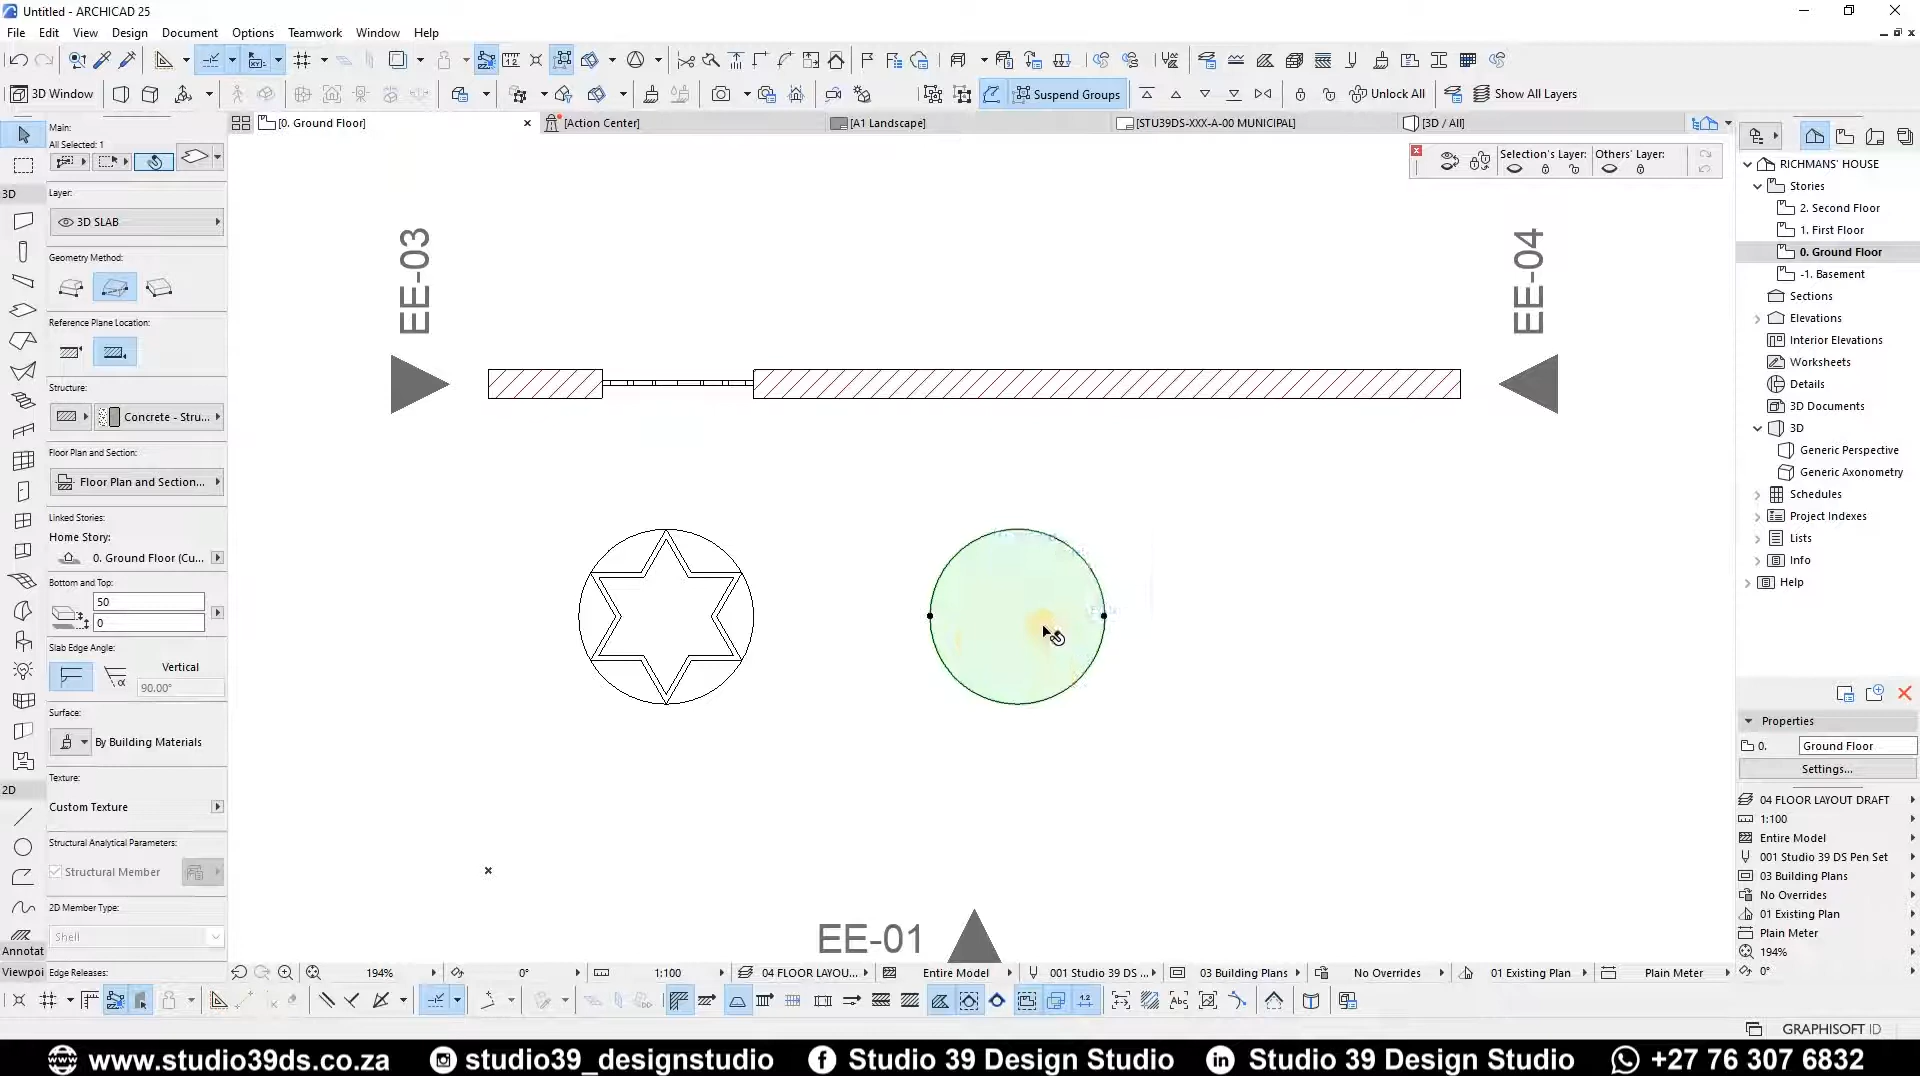 Untitled - ARCHICAD 25
File Edit View Design Document Options Teamwork Window Help
3D Window
Suspend Groups
Unlock All
Show All Layers
[0. Ground Floor]
[Action Center]
[A1 Landscape]
[STU39DS-XXX-A-00 MUNICIPAL]
[3D / All]
Main:
All Selected: 1
3D
Layer:
3D SLAB
Geometry Method:
Reference Plane Location:
Structure:
Concrete - Stru...
Floor Plan and Section:
Floor Plan and Section...
Linked Stories:
Home Story:
0. Ground Floor (Cu...
Bottom and Top:
50
0
Slab Edge Angle:
Vertical
90.00°
Surface:
By Building Materials
Texture:
2D
Custom Texture
Structural Analytical Parameters:
Structural Member
2D Member Type:
Shell
Annotat
Viewpoi
Edge Releases:
Selection's Layer:
Others' Layer:
EE-03
EE-04
EE-01
RICHMANS' HOUSE
Stories
2. Second Floor
1. First Floor
0. Ground Floor
-1. Basement
Sections
Elevations
Interior Elevations
Worksheets
Details
3D Documents
3D
Generic Perspective
Generic Axonometry
Schedules
Project Indexes
Lists
Info
Help
Properties
0.
Ground Floor
Settings...
04 FLOOR LAYOUT DRAFT
1:100
Entire Model
001 Studio 39 DS Pen Set
03 Building Plans
No Overrides
01 Existing Plan
Plain Meter
194%
0°
194%
0°
1:100
04 FLOOR LAYOU...
Entire Model
001 Studio 39 DS ...
03 Building Plans
No Overrides
01 Existing Plan
Plain Meter
GRAPHISOFT ID
www.studio39ds.co.za
studio39_designstudio
Studio 39 Design Studio
Studio 39 Design Studio
+27 76 307 6832